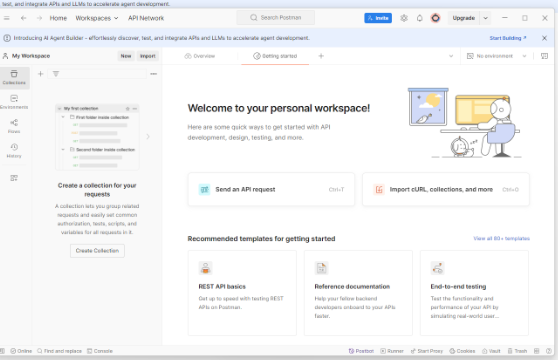 test, and integrate APIs and LLMs to accelerate agent development.
Home Workspaces API Network Search Postman Invite Upgrade
Introducing AI Agent Builder - effortlessly discover, test, and integrate APIs and LLMs to accelerate agent development. Start Building
My Workspace New Import Overview Getting started No environment
Collections
Environments
Flows
History
My first collection
First folder inside collection
Second folder inside collection
Create a collection for your
requests
A collection lets you group related
requests and easily set common
authorization, tests, scripts, and
variables for all requests in it.
Create Collection
Welcome to your personal workspace!
Here are some quick ways to get started with API
development, design, testing, and more.
Send an API request Ctrl+T
Import cURL, collections, and more Ctrl+O
Recommended templates for getting started View all 80+ templates
REST API basics
Get up to speed with testing REST
APIs on Postman.
Reference documentation
Help your fellow backend
developers onboard to your APIs
faster.
End-to-end testing
Test the functionality and
performance of your API by
simulating real-world user...
Online Find and replace Console Postbot Runner Start Proxy Cookies Vault Trash